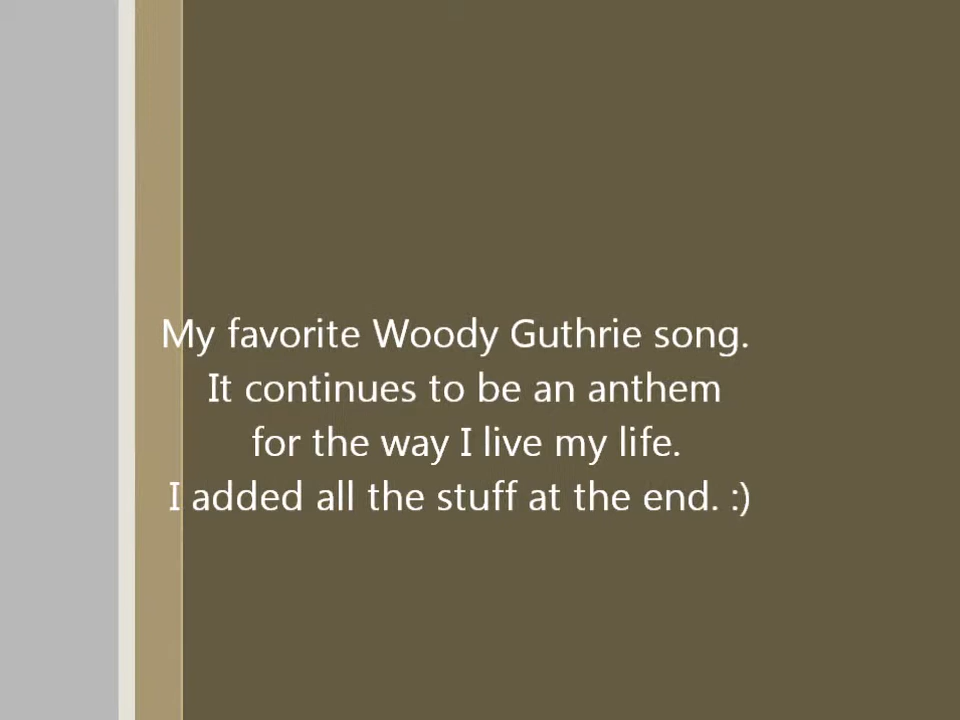 My favorite Woody Guthrie song.
It continues to be an anthem
for the way I live my life.
I added all the stuff at the end. :)